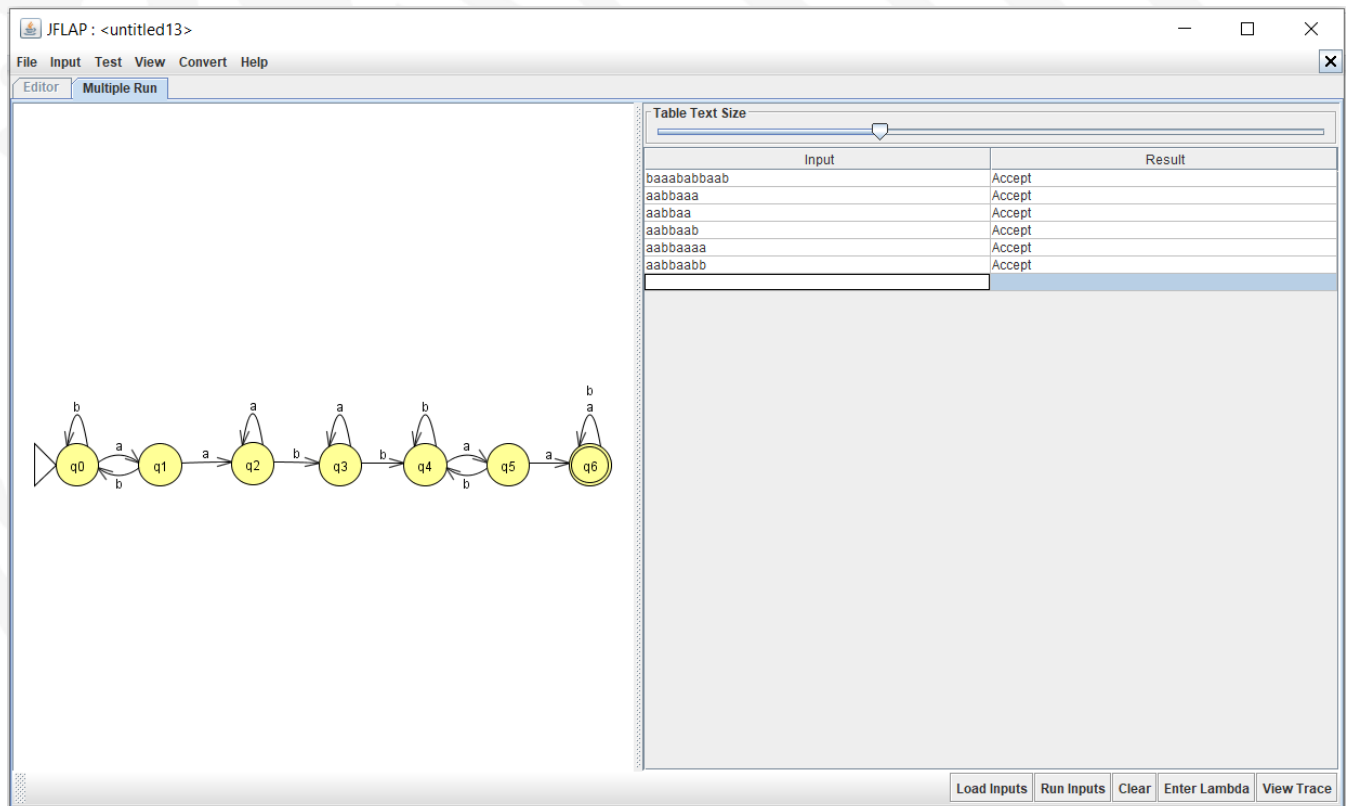 JFLAP : <untitled13>
File Input Test View Convert Help
Editor Multiple Run
Table Text Size
Input Result
baaababbaab Accept
aabbaaa Accept
aabbaa Accept
aabbaab Accept
aabbaaaa Accept
aabbaabb Accept
b
b a a b a
a a b b a a
q0 q1 q2 q3 q4 q5 q6
b b
Load Inputs Run Inputs Clear Enter Lambda View Trace